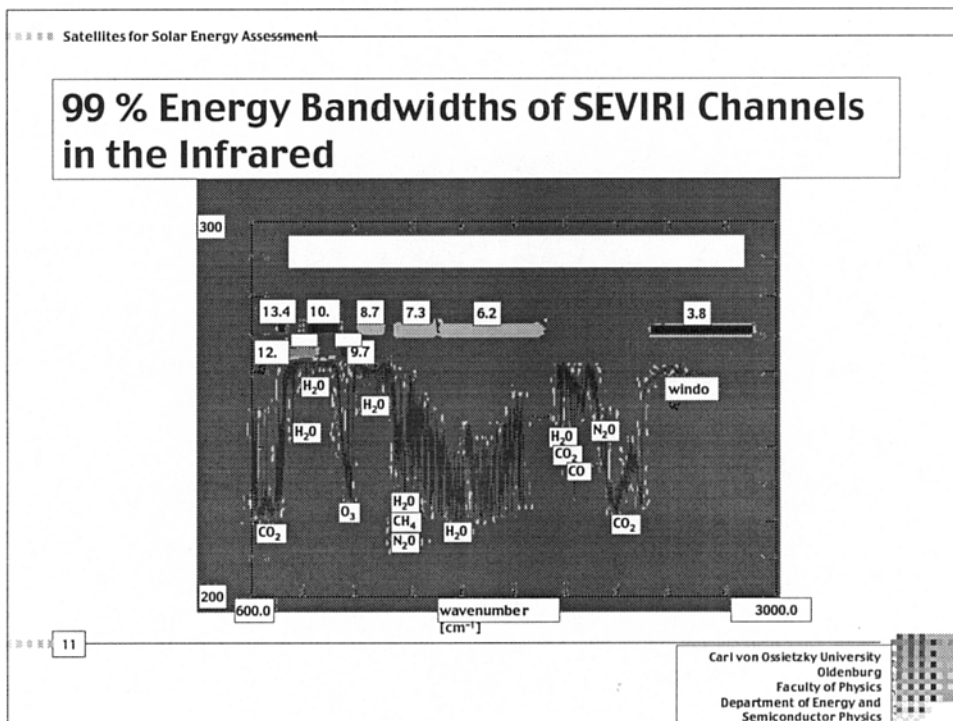 Satellites for Solar Energy Assessment
99 % Energy Bandwidths of SEVIRI Channels
in the Infrared
300
13.4
10.
8.7
7.3
6.2
3.8
12.
9.7
H₂O
windo
H₂O
H₂O
H₂O
N₂O
CO₂
CO
H₂O
O₃
CH₄
CO₂
H₂O
CO₂
N₂O
200
600.0
wavenumber
3000.0
[cm⁻¹]
11
Carl von Ossietzky University
Oldenburg
Faculty of Physics
Department of Energy and
Semiconductor Physics